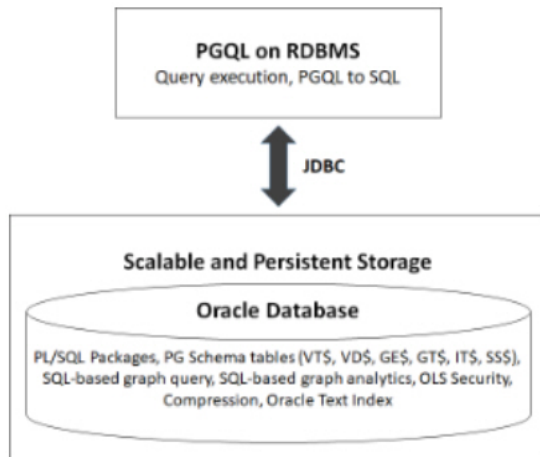 PGQL on RDBMS
Query execution, PGQL to SQL
JDBC
Scalable and Persistent Storage
Oracle Database
PL/SQL Packages, PG Schema tables (VT$, VD$, GE$, GT$, IT$, SS$),
SQL-based graph query, SQL-based graph analytics, OLS Security,
Compression, Oracle Text Index